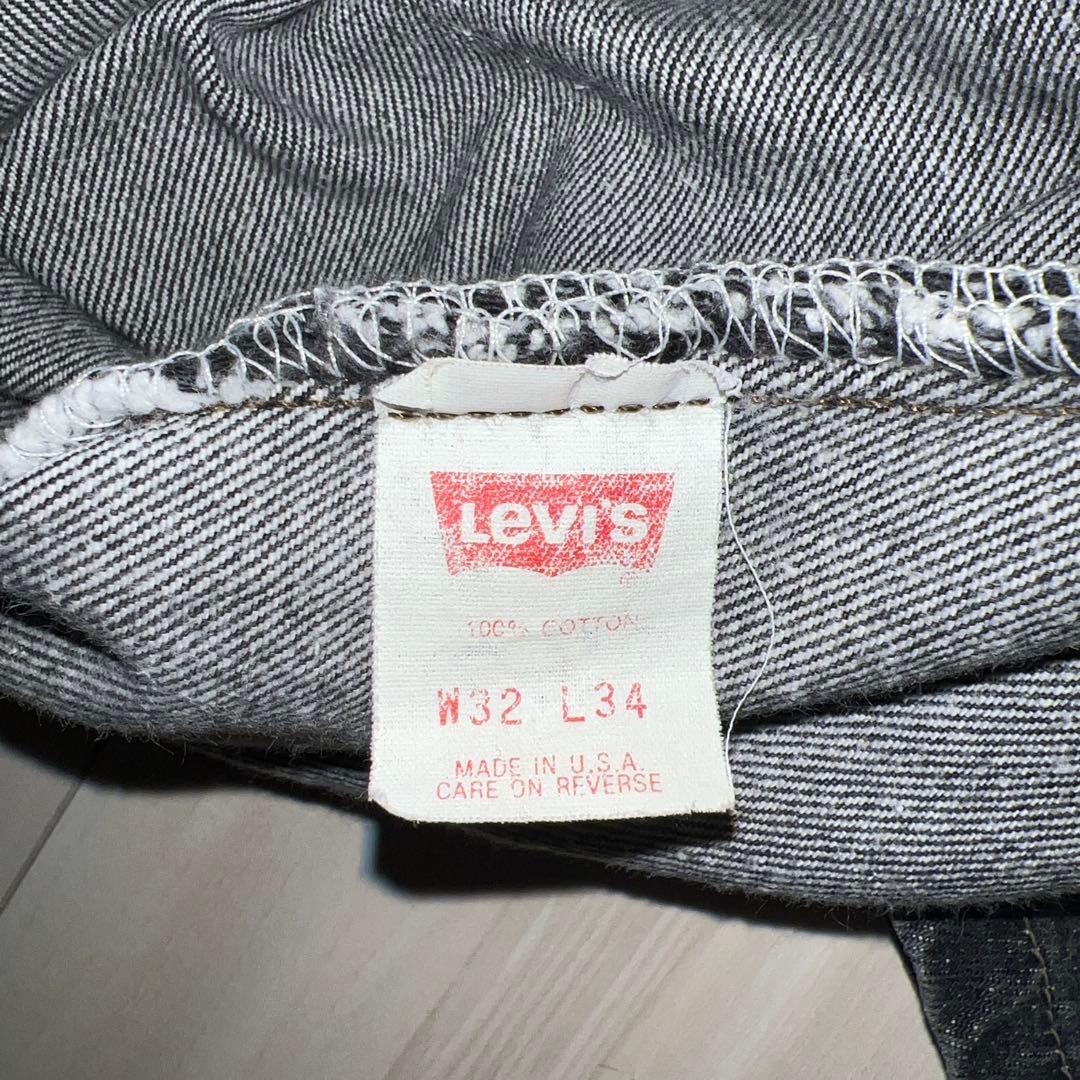 Levi's
100% COTTON
W32 L34
MADE IN U.S.A.
CARE ON REVERSE